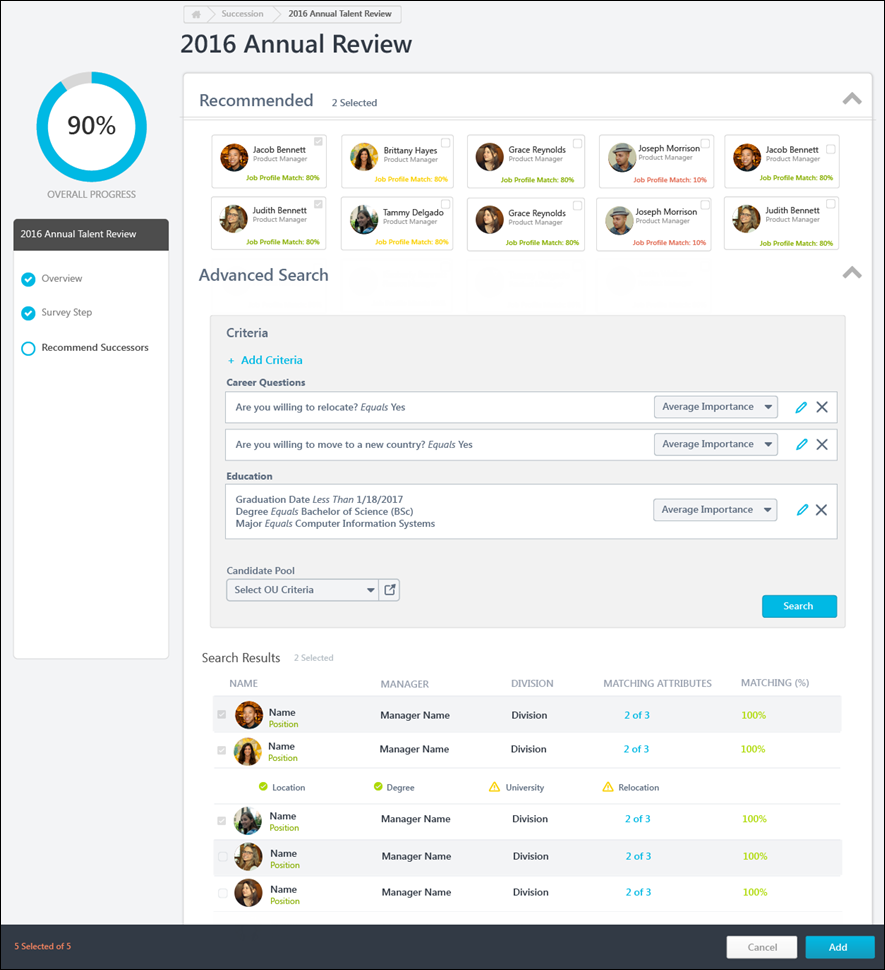 Succession
2016 Annual Talent Review
2016 Annual Review
90%
OVERALL PROGRESS
2016 Annual Talent Review
Overview
Survey Step
Recommend Successors
Recommended 2 Selected
Jacob Bennett
Product Manager
Job Profile Match: 80%
Brittany Hayes
Product Manager
Job Profile Match: 80%
Grace Reynolds
Product Manager
Job Profile Match: 80%
Joseph Morrison
Product Manager
Job Profile Match: 10%
Jacob Bennett
Product Manager
Job Profile Match: 80%
Judith Bennett
Product Manager
Job Profile Match: 80%
Tammy Delgado
Product Manager
Job Profile Match: 80%
Grace Reynolds
Product Manager
Job Profile Match: 80%
Joseph Morrison
Product Manager
Job Profile Match: 10%
Judith Bennett
Product Manager
Job Profile Match: 80%
Advanced Search
Criteria
+ Add Criteria
Career Questions
Are you willing to relocate? Equals Yes Average Importance
Are you willing to move to a new country? Equals Yes Average Importance
Education
Graduation Date Less Than 1/18/2017
Degree Equals Bachelor of Science (BSc)
Major Equals Computer Information Systems
Average Importance
Candidate Pool
Select OU Criteria
Search
Search Results 2 Selected
NAME MANAGER DIVISION MATCHING ATTRIBUTES MATCHING (%)
Name
Position
Manager Name Division 2 of 3 100%
Name
Position
Manager Name Division 2 of 3 100%
Location Degree University Relocation
Name
Position
Manager Name Division 2 of 3 100%
Name
Position
Manager Name Division 2 of 3 100%
Name
Position
Manager Name Division 2 of 3 100%
5 Selected of 5
Cancel
Add